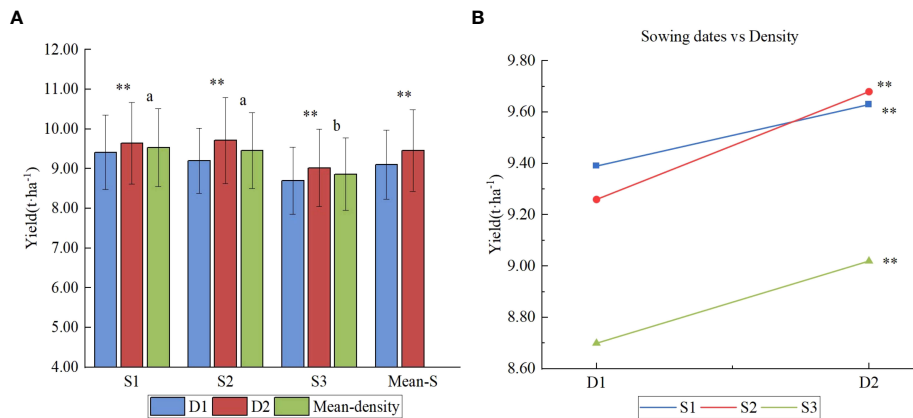 A
12.00
11.00
10.00
9.00
8.00
7.00
6.00
5.00
4.00
Yield(t·ha⁻¹)
** a
** a
** b
**
S1 S2 S3 Mean-S
D1 D2 Mean-density
B
Sowing dates vs Density
9.80
9.60
9.40
9.20
9.00
8.80
8.60
Yield(t·ha⁻¹)
**
**
**
D1 D2
S1 S2 S3